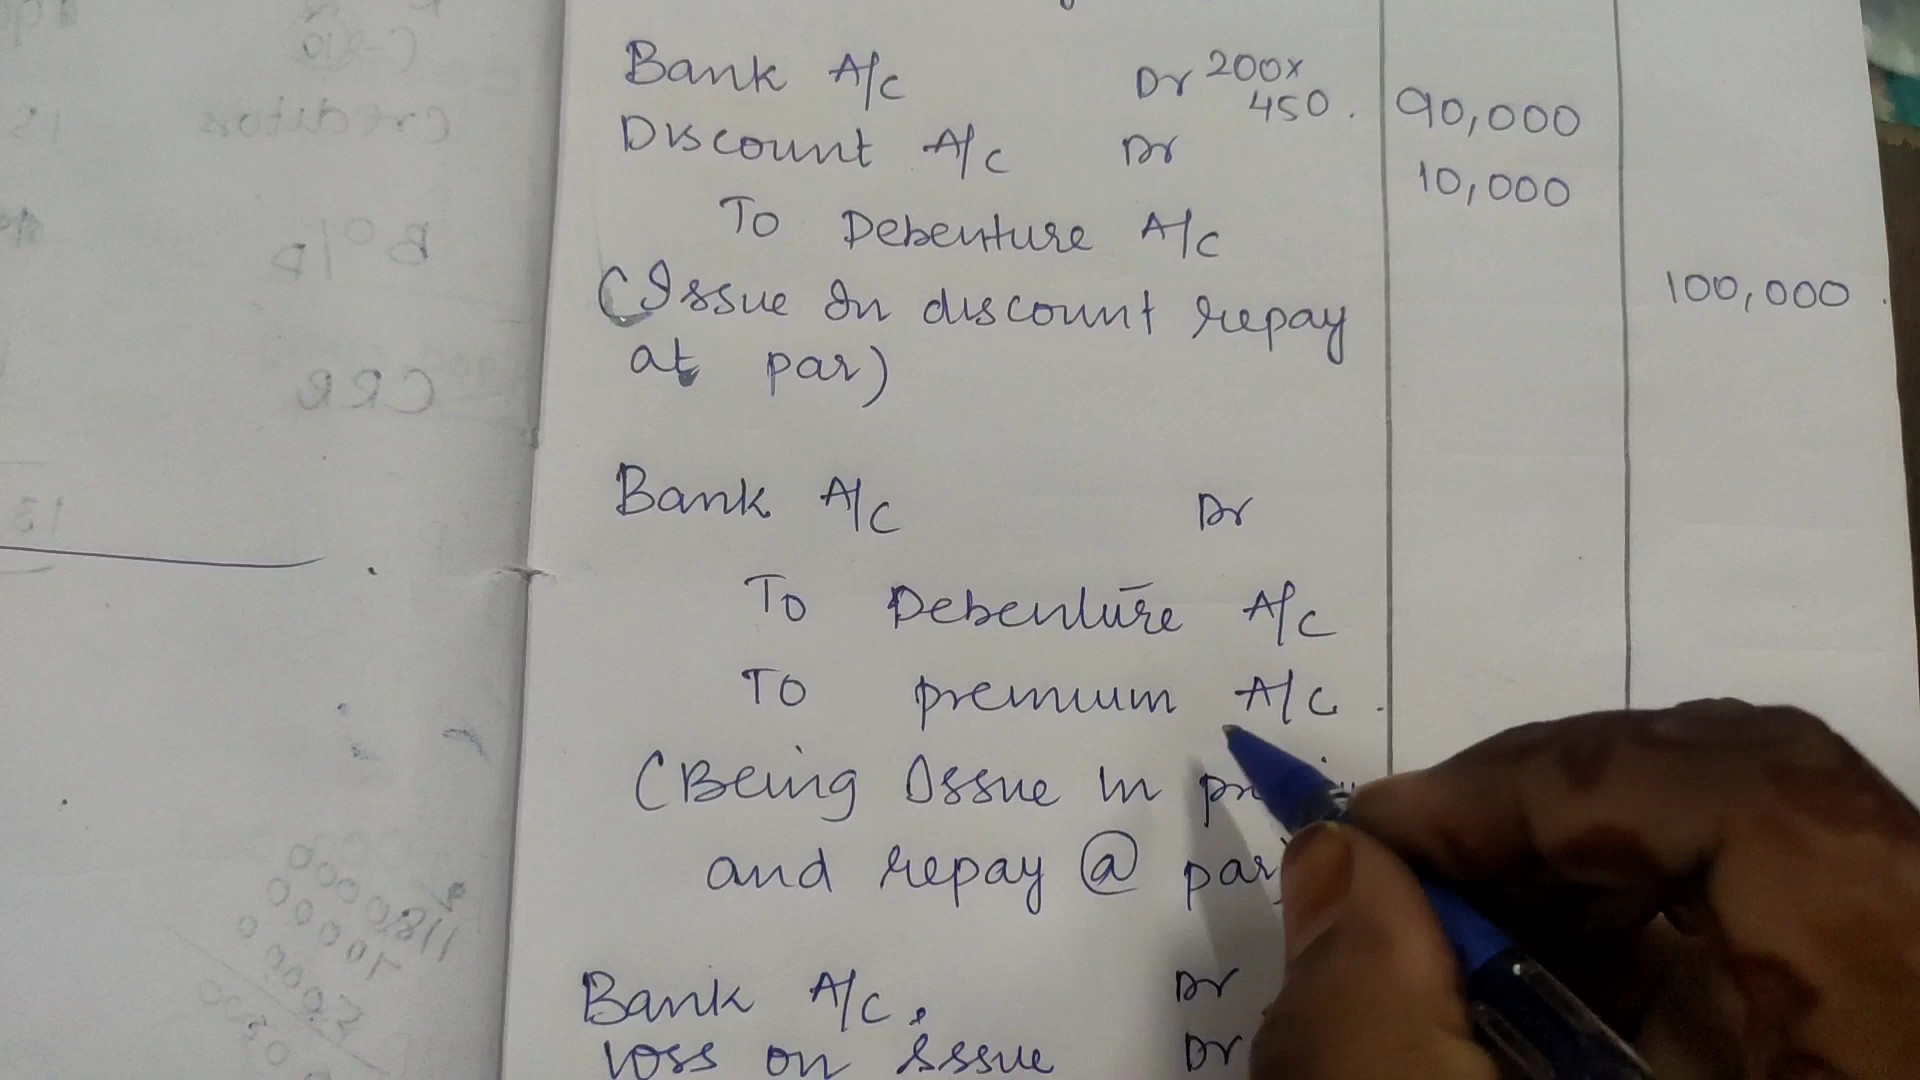 Bank A/c Dr 200x
450. 90,000
Discount A/c Dr 10,000
To Debenture A/c
100,000
(Issue In discount repay
at par)
Bank A/c Dr
To Debenture A/c
To premium A/c.
(Being Issue in
and repay @ par)
Bank A/c. Dr
loss on issue Dr